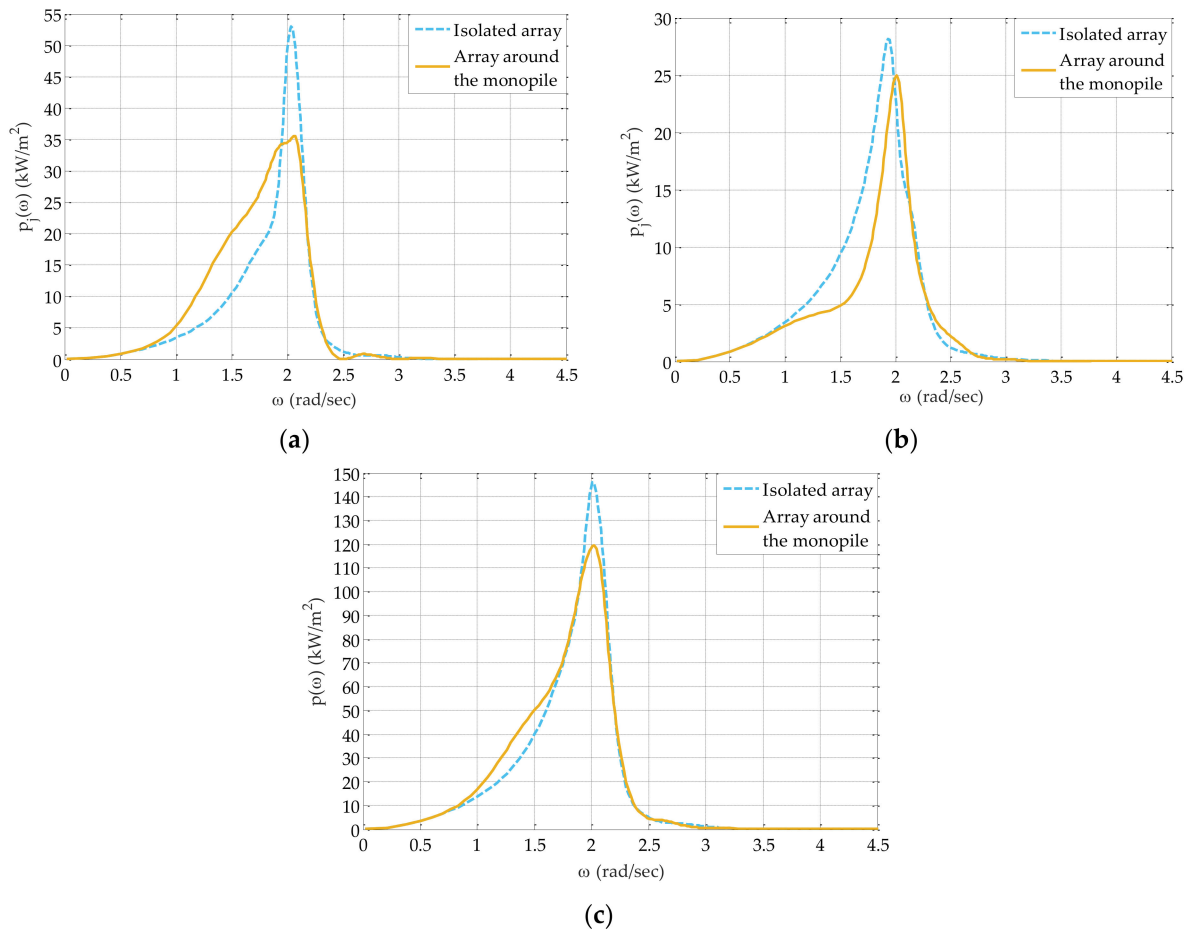 55
50
45
40
35
30
25
20
15
10
5
0
p_j(ω) (kW/m²)
Isolated array
Array around
the monopile
0 0.5 1 1.5 2 2.5 3 3.5 4 4.5
ω (rad/sec)
(a)
30
25
20
15
10
5
0
p_j(ω) (kW/m²)
Isolated array
Array around
the monopile
0 0.5 1 1.5 2 2.5 3 3.5 4 4.5
ω (rad/sec)
(b)
150
140
130
120
110
100
90
80
70
60
50
40
30
20
10
0
p(ω) (kW/m²)
Isolated array
Array around
the monopile
0 0.5 1 1.5 2 2.5 3 3.5 4 4.5
ω (rad/sec)
(c)